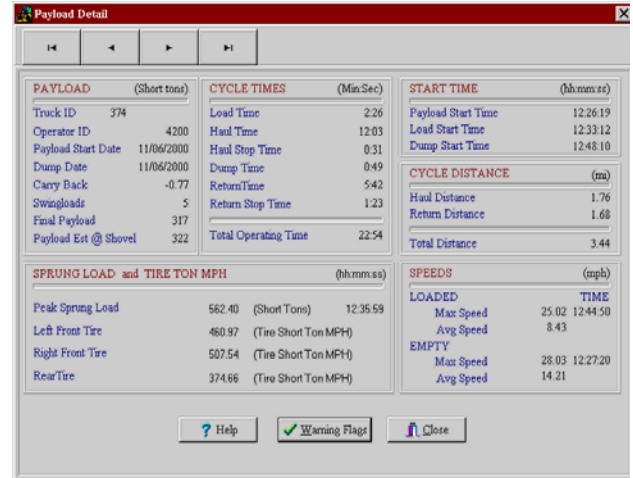 Payload Detail
PAYLOAD (Short tons)
Truck ID 374
Operator ID 4200
Payload Start Date 11/06/2000
Dump Date 11/06/2000
Carry Back -0.77
Swingloads 5
Final Payload 317
Payload Est @ Shovel 322
CYCLE TIMES (Min:Sec)
Load Time 2:26
Haul Time 12:03
Haul Stop Time 0:31
Dump Time 0:49
ReturnTime 5:42
Return Stop Time 1:23
Total Operating Time 22:54
START TIME (hh:mm:ss)
Payload Start Time 12:26:19
Load Start Time 12:33:12
Dump Start Time 12:48:10
CYCLE DISTANCE (mi)
Haul Distance 1.76
Return Distance 1.68
Total Distance 3.44
SPRUNG LOAD and TIRE TON MPH (hh:mm:ss)
Peak Sprung Load 562.40 (Short Tons) 12:35:59
Left Front Tire 460.97 (Tire Short Ton MPH)
Right Front Tire 507.54 (Tire Short Ton MPH)
RearTire 374.66 (Tire Short Ton MPH)
SPEEDS (mph)
LOADED TIME
Max Speed 25.02 12:44:50
Avg Speed 8.43
EMPTY
Max Speed 28.03 12:27:20
Avg Speed 14.21
Help
Warning Flags
Close